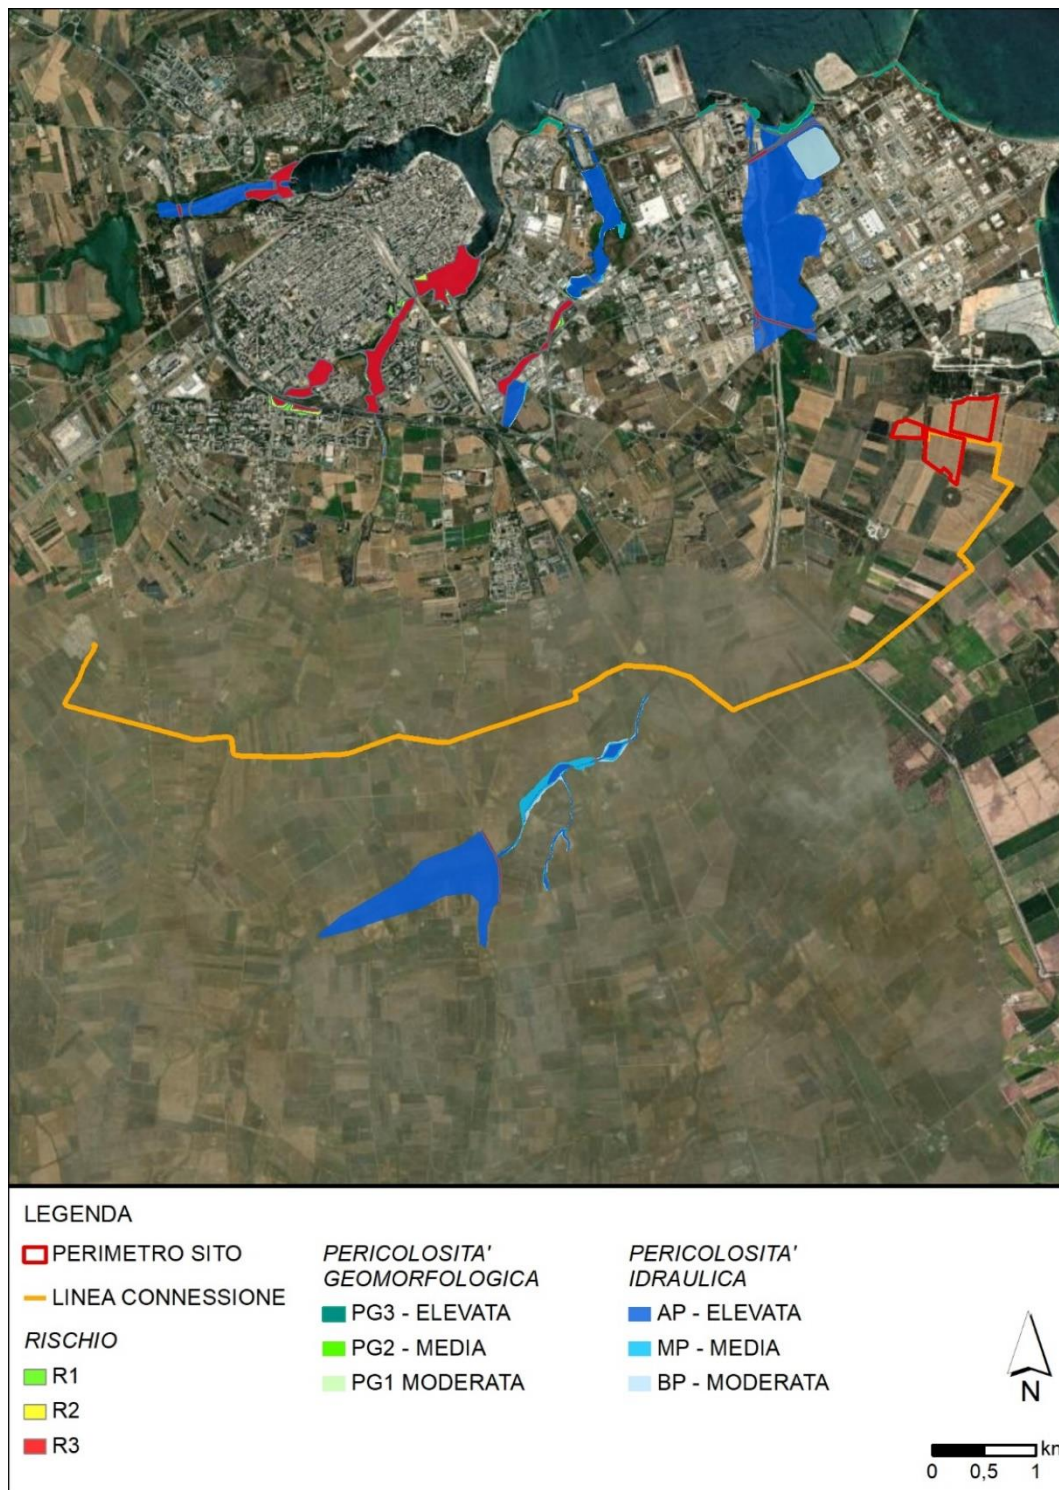 LEGENDA
PERIMETRO SITO
LINEA CONNESSIONE
RISCHIO
R1
R2
R3
PERICOLOSITA'
GEOMORFOLOGICA
PG3 - ELEVATA
PG2 - MEDIA
PG1 MODERATA
PERICOLOSITA'
IDRAULICA
AP - ELEVATA
MP - MEDIA
BP - MODERATA
N
km
0 0,5 1